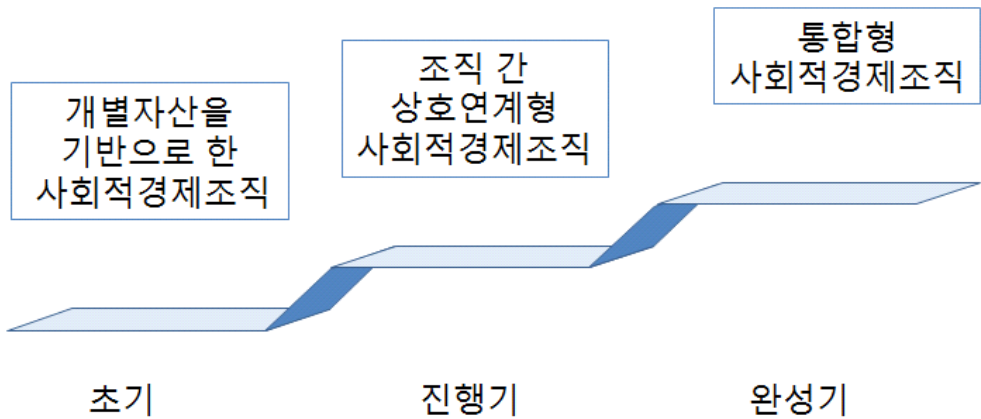 개별자산을
기반으로 한
사회적경제조직
조직 간
상호연계형
사회적경제조직
통합형
사회적경제조직
초기
진행기
완성기